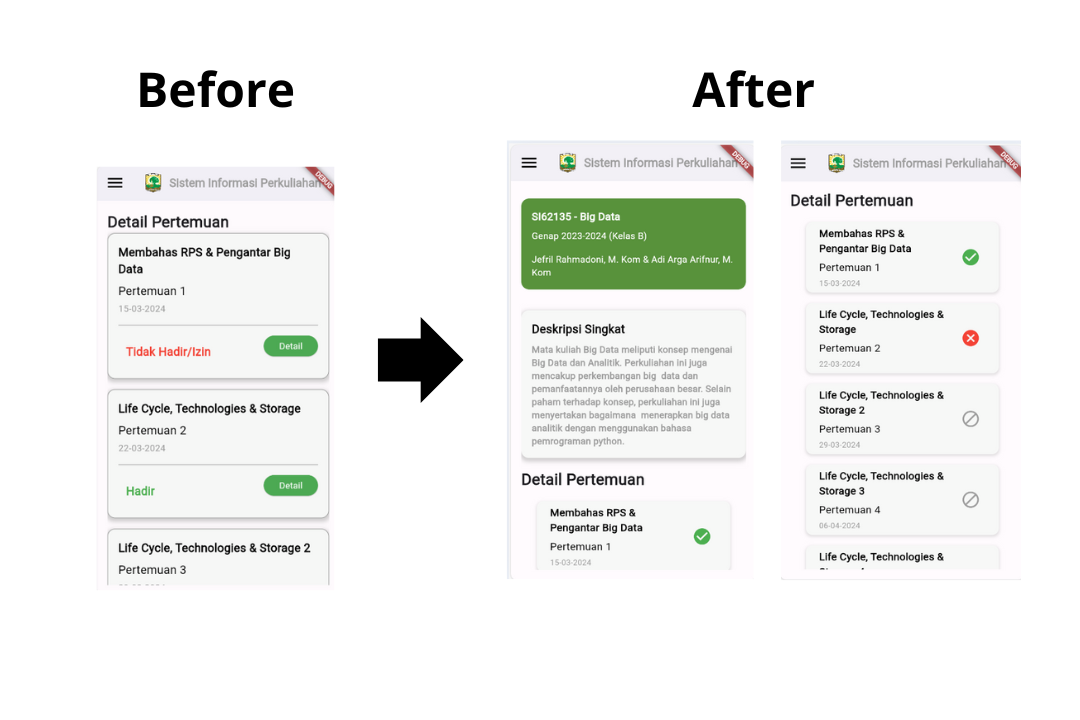 Before
After
Sistem Informasi Perkuliahan
DEBUG
Detail Pertemuan
Membahas RPS & Pengantar Big
Data
Pertemuan 1
15-03-2024
Tidak Hadir/Izin
Detail
Life Cycle, Technologies & Storage
Pertemuan 2
22-03-2024
Hadir
Detail
Life Cycle, Technologies & Storage 2
Pertemuan 3
Sistem Informasi Perkuliahan
DEBUG
SI62135 - Big Data
Genap 2023-2024 (Kelas B)
Jefril Rahmadoni, M. Kom & Adi Arga Arifnur, M.
Kom
Deskripsi Singkat
Mata kuliah Big Data meliputi konsep mengenai
Big Data dan Analitik. Perkuliahan ini juga
mencakup perkembangan big data dan
pemanfaatannya oleh perusahaan besar. Selain
paham terhadap konsep, perkuliahan ini juga
menyertakan bagaimana menerapkan big data
analitik dengan menggunakan bahasa
pemrograman python.
Detail Pertemuan
Membahas RPS &
Pengantar Big Data
Pertemuan 1
15-03-2024
Sistem Informasi Perkuliahan
DEBUG
Detail Pertemuan
Membahas RPS &
Pengantar Big Data
Pertemuan 1
15-03-2024
Life Cycle, Technologies &
Storage
Pertemuan 2
22-03-2024
Life Cycle, Technologies &
Storage 2
Pertemuan 3
29-03-2024
Life Cycle, Technologies &
Storage 3
Pertemuan 4
06-04-2024
Life Cycle, Technologies &